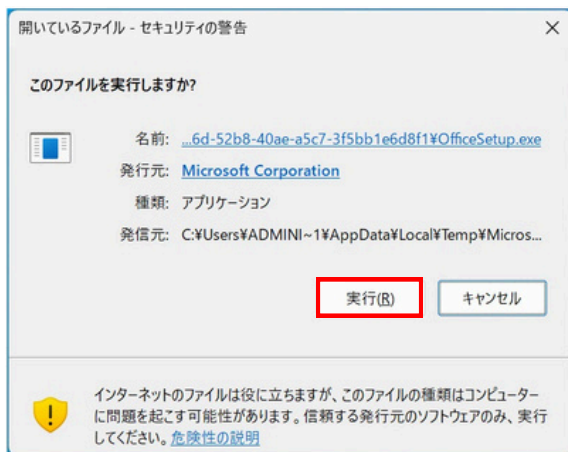 開いているファイル - セキュリティの警告
このファイルを実行しますか?
名前: ...6d-52b8-40ae-a5c7-3f5bb1e6d8f1¥OfficeSetup.exe
発行元: Microsoft Corporation
種類: アプリケーション
発信元: C:¥Users¥ADMINI~1¥AppData¥Local¥Temp¥Micros...
実行(R) キャンセル
インターネットのファイルは役に立ちますが、このファイルの種類はコンピューター
に問題を起こす可能性があります。信頼する発行元のソフトウェアのみ、実行
してください。危険性の説明